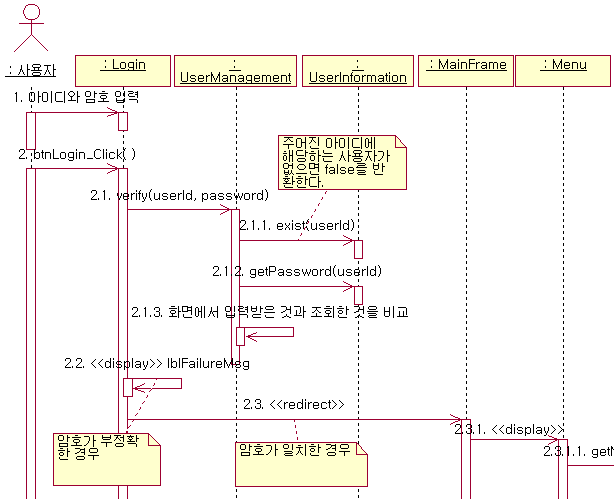 : 사용자
: Login
:
UserManagement
:
UserInformation
: MainFrame
: Menu
1. 아이디와 암호 입력
2. btnLogin_Click( )
주어진 아이디에
해당하는 사용자가
없으면 false을 반
환한다.
2.1. verify(userId, password)
2.1.1. exist(userId)
2.1.2. getPassword(userId)
2.1.3. 화면에서 입력받은 것과 조회한 것을 비교
2.2. <<display>> lblFailureMsg
2.3. <<redirect>>
암호가 부정확
한 경우
암호가 일치한 경우
2.3.1. <<display>>
2.3.1.1.